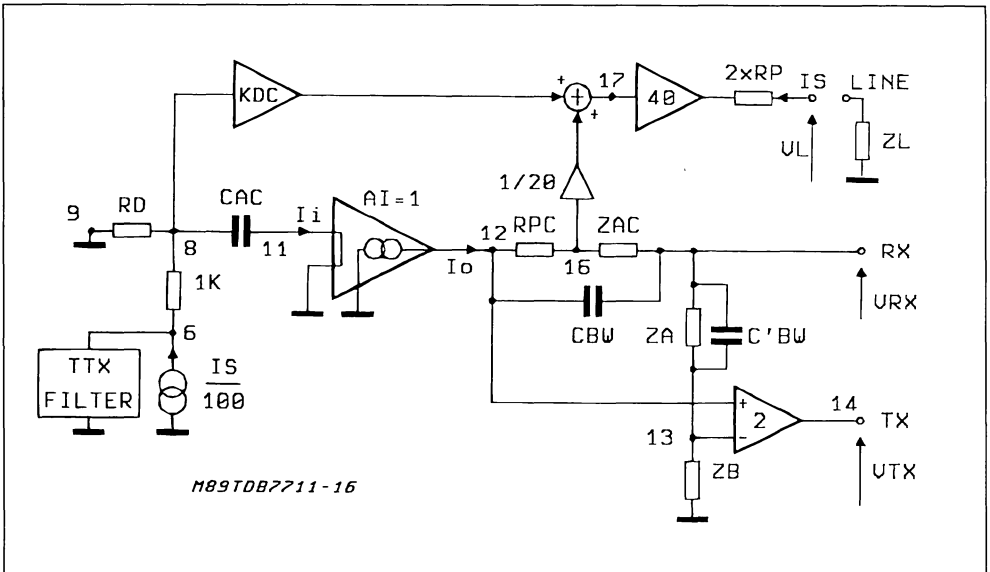 KDC
+
+
17
40
2xRP
IS
LINE
VL
ZL
1/20
9
RD
CAC
Ii
AI=1
8
11
12
RPC
ZAC
RX
Io
16
1K
CBW
ZA
C'BW
VRX
6
TTX
FILTER
IS
100
+
2
-
14
TX
13
ZB
VTX
M89TDB7711-16